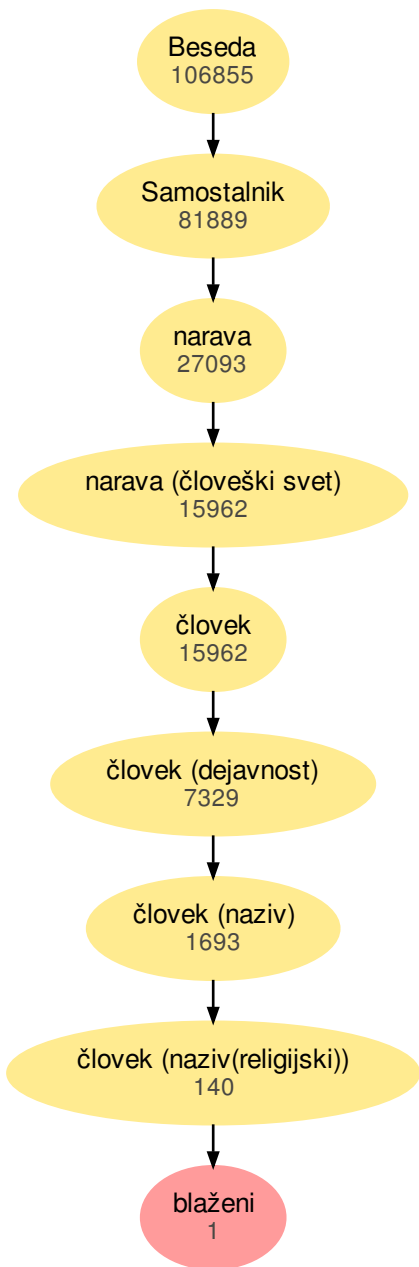 Beseda
106855
Samostalnik
81889
narava
27093
narava (človeški svet)
15962
človek
15962
človek (dejavnost)
7329
človek (naziv)
1693
človek (naziv(religijski))
140
blaženi
1